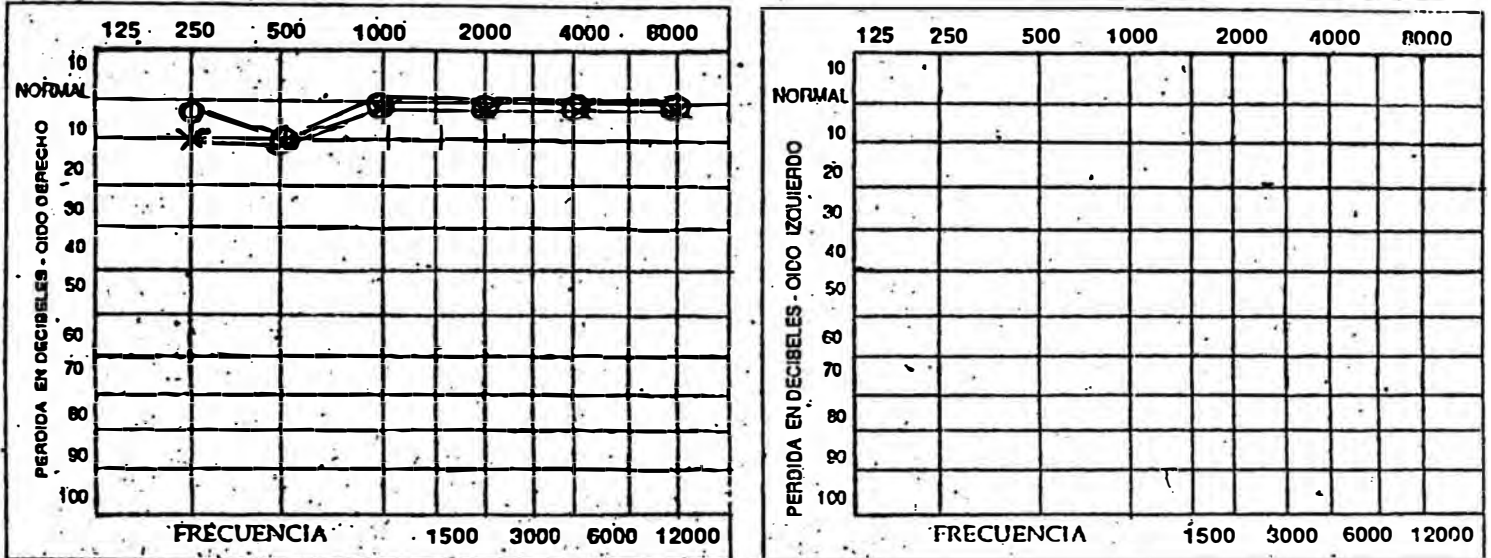 125 250 500 1000 2000 4000 8000
10
NORMAL
10
20
30
40
50
60
70
80
90
100
PERDIDA EN DECIBELES - OIDO DERECHO
FRECUENCIA 1500 3000 6000 12000
125 250 500 1000 2000 4000 8000
10
NORMAL
10
20
30
40
50
60
70
80
90
100
PERDIDA EN DECIBELES - OIDO IZQUIERDO
FRECUENCIA 1500 3000 6000 12000